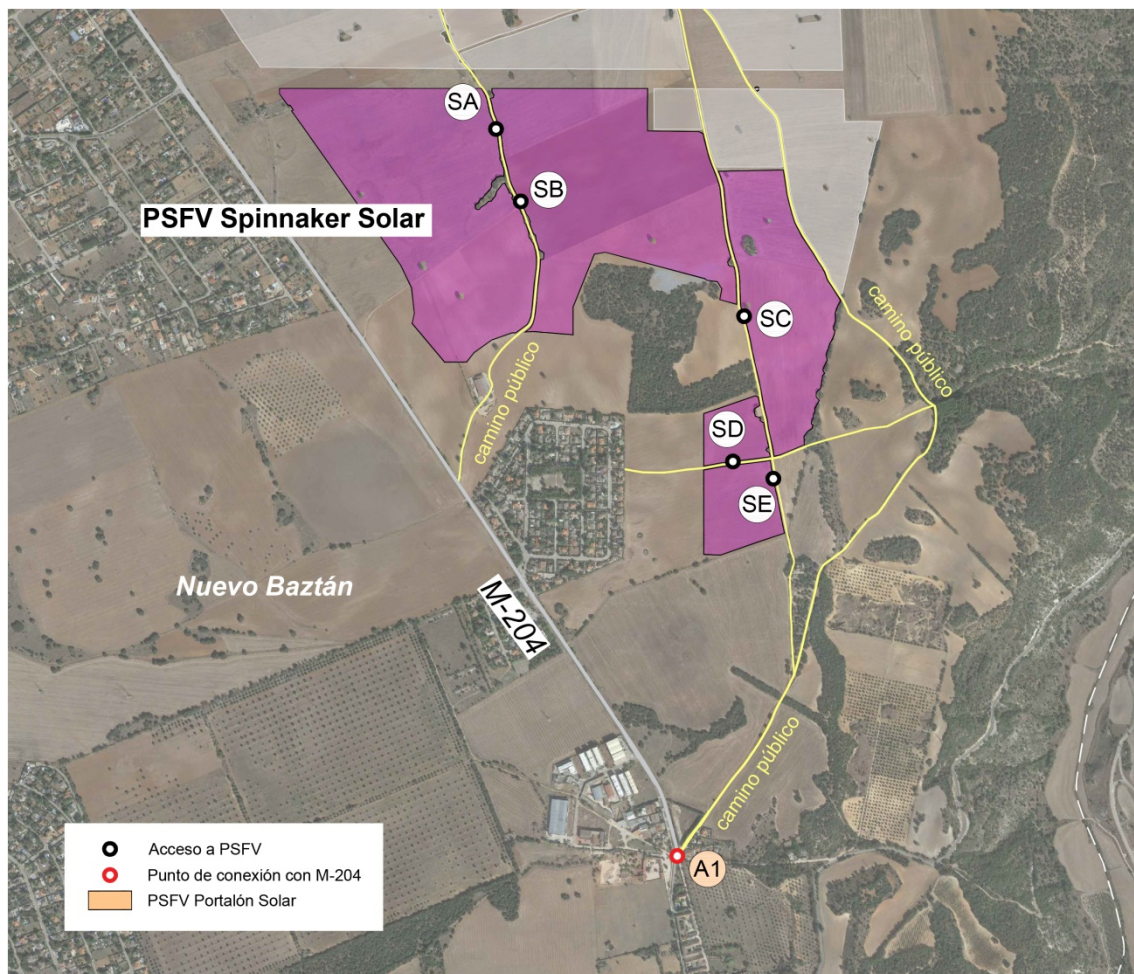 SA
SB
PSFV Spinnaker Solar
SC
camino público
camino público
SD
SE
Nuevo Baztán
M-204
camino público
A1
Acceso a PSFV
Punto de conexión con M-204
PSFV Portalón Solar